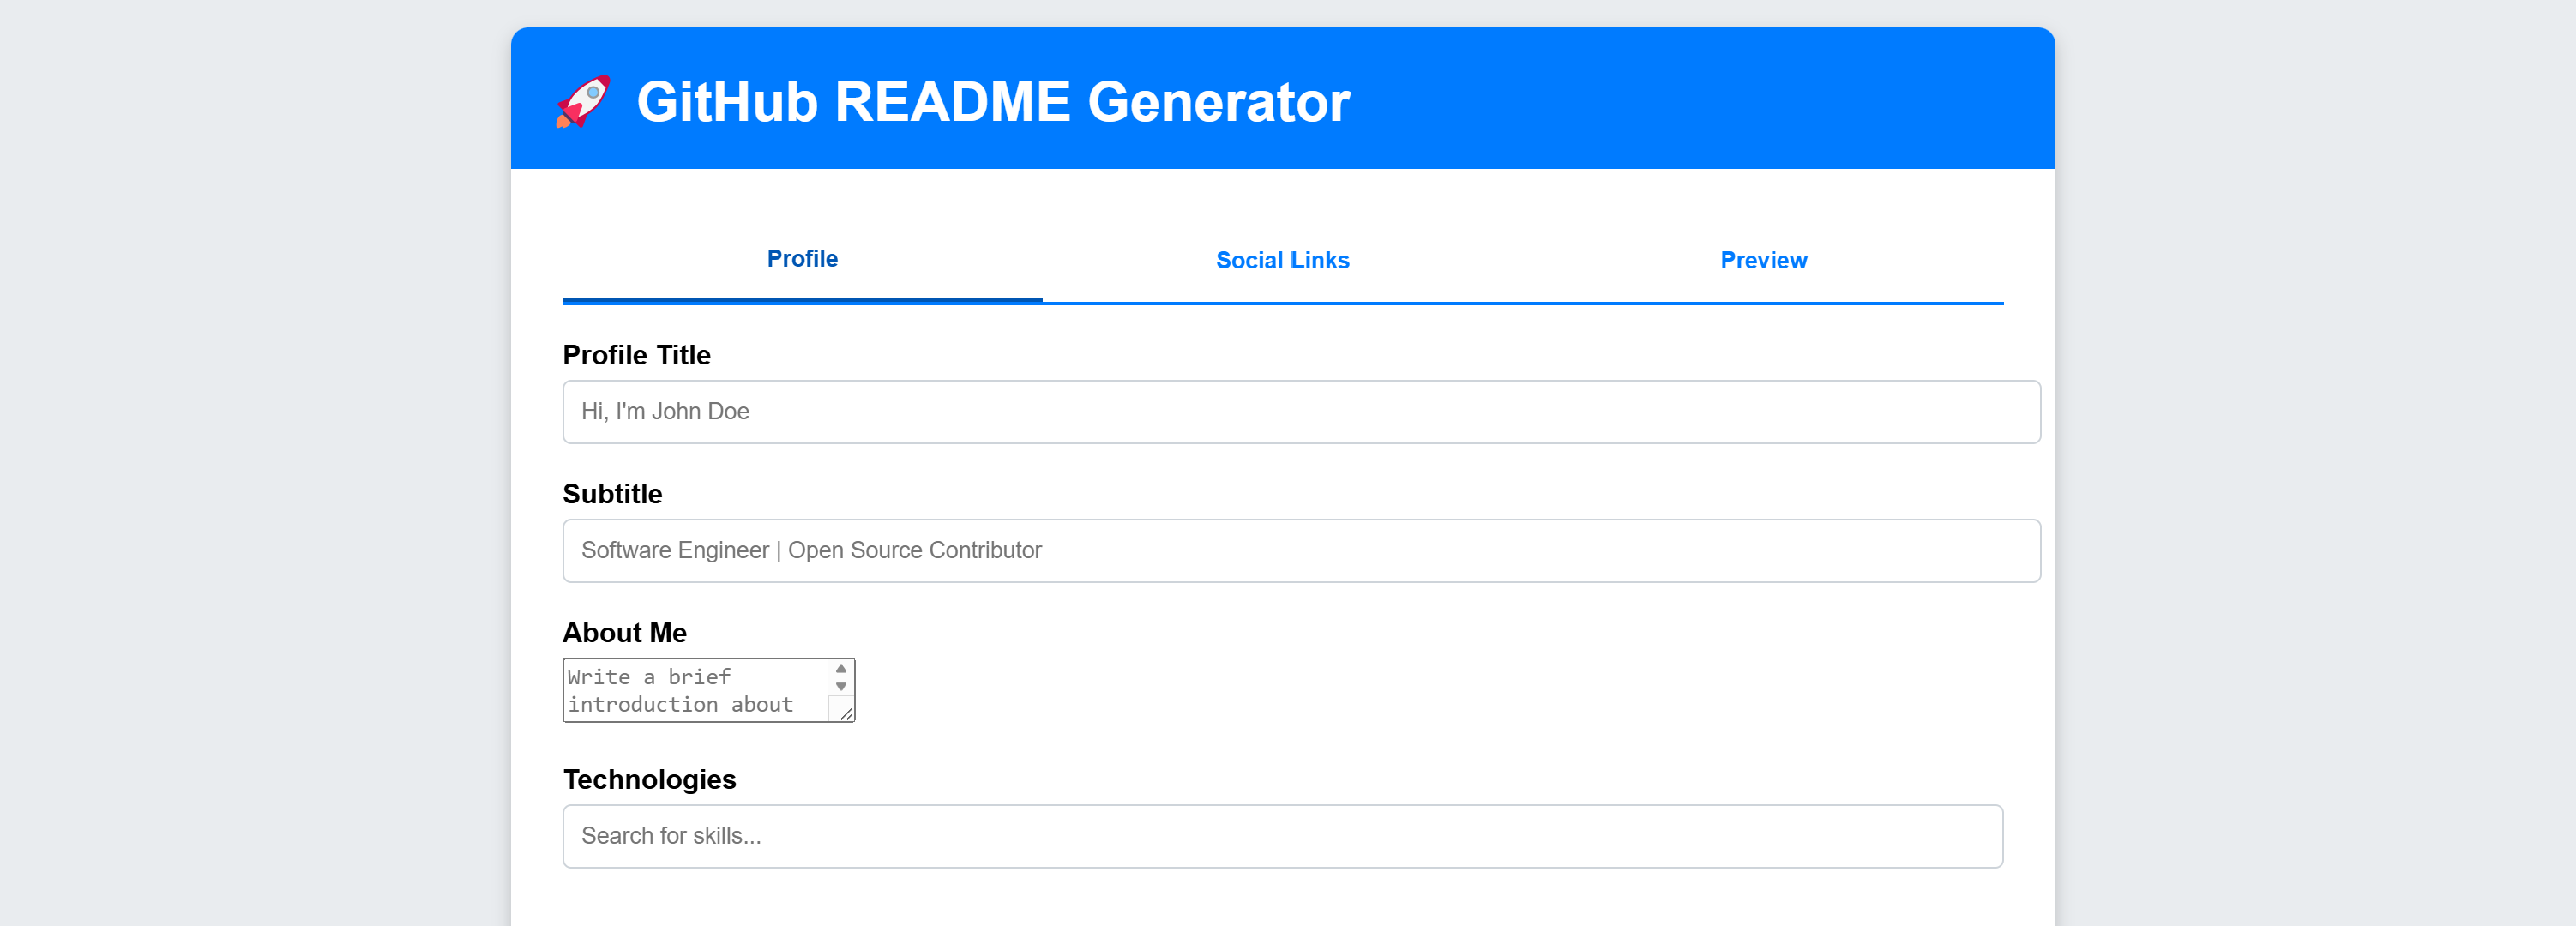 GitHub README Generator
Profile
Social Links
Preview
Profile Title
Hi, I'm John Doe
Subtitle
Software Engineer | Open Source Contributor
About Me
Write a brief
introduction about
Technologies
Search for skills...